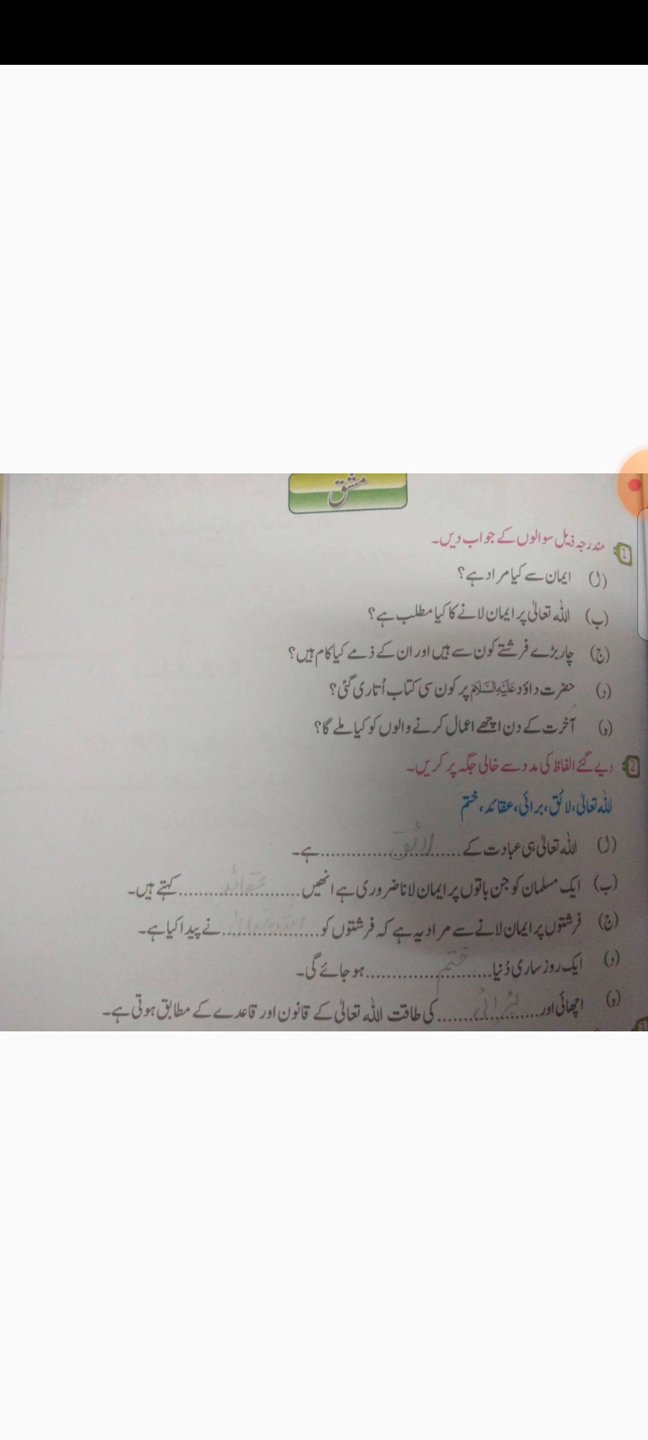 مشق
1 مندرجہ ذیل سوالوں کے جواب دیں۔
(ا) ایمان سے کیا مراد ہے؟
(ب) اللہ تعالیٰ پر ایمان لانے کا کیا مطلب ہے؟
(ج) چار بڑے فرشتے کون سے ہیں اور ان کے ذمے کیا کام ہیں؟
(د) حضرت داؤد عَلَیْہِ السَّلَام پر کون سی کتاب اُتاری گئی؟
(ہ) آخرت کے دن اچھے اعمال کرنے والوں کو کیا ملے گا؟
2 دیے گئے الفاظ کی مدد سے خالی جگہ پر کریں۔
اللہ تعالیٰ، لائق، برائی، عقائد، ختم
(ا) اللہ تعالیٰ ہی عبادت کے ......لائق...... ہے۔
(ب) ایک مسلمان کو جن باتوں پر ایمان لانا ضروری ہے انھیں ......عقائد...... کہتے ہیں۔
(ج) فرشتوں پر ایمان لانے سے مراد یہ ہے کہ فرشتوں کو ............ نے پیدا کیا ہے۔
(د) ایک روز ساری دُنیا ......ختم...... ہو جائے گی۔
(ہ) اچھائی اور ......بُرائی...... کی طاقت اللہ تعالیٰ کے قانون اور قاعدے کے مطابق ہوتی ہے۔